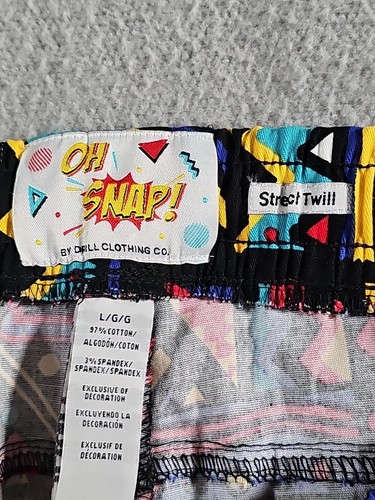 OH
SNAP!
BY DRILL CLOTHING CO.
Stretch Twill
L/G/G
97% COTTON/
ALGODÓN/COTON
3% SPANDEX/
SPANDEX/SPANDEX
EXCLUSIVE OF
DECORATION
EXCLUYENDO LA
DECORACIÓN
EXCLUSIF DE
DÉCORATION